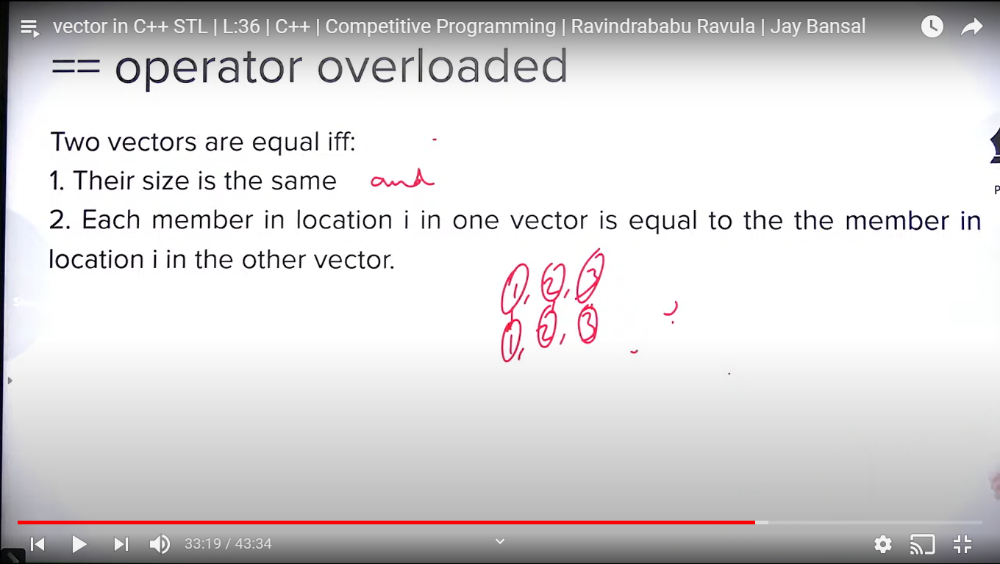 vector in C++ STL | L:36 | C++ | Competitive Programming | Ravindrababu Ravula | Jay Bansal
== operator overloaded
Two vectors are equal iff:
1. Their size is the same and
2. Each member in location i in one vector is equal to the the member in
location i in the other vector.
1, 2, 3
1, 2, 3
33:19 / 43:34